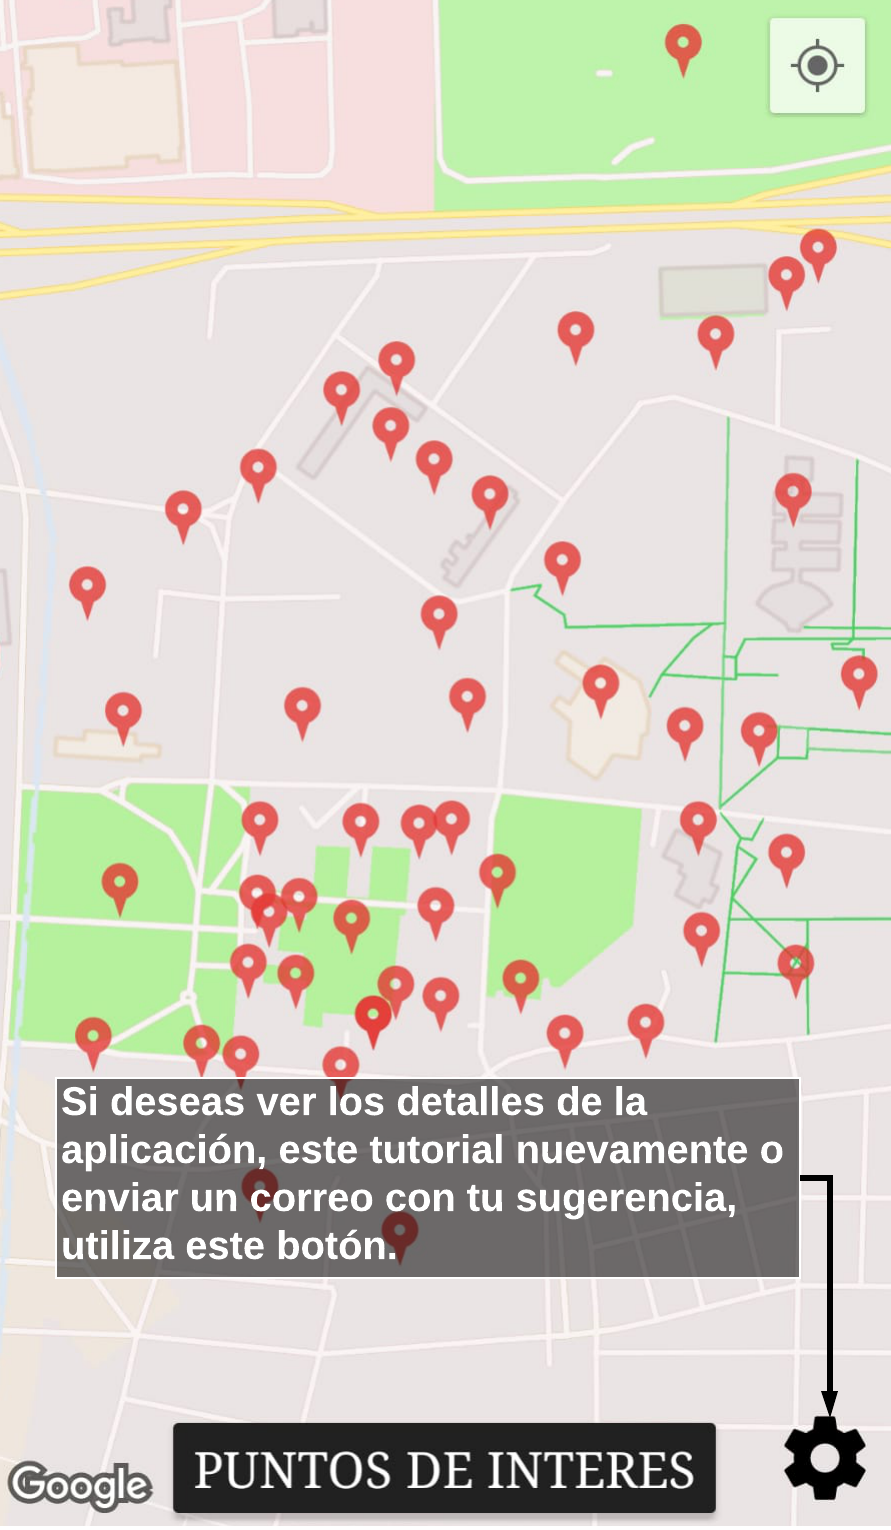 Si deseas ver los detalles de la
aplicación, este tutorial nuevamente o
enviar un correo con tu sugerencia,
utiliza este botón.
PUNTOS DE INTERES
Google